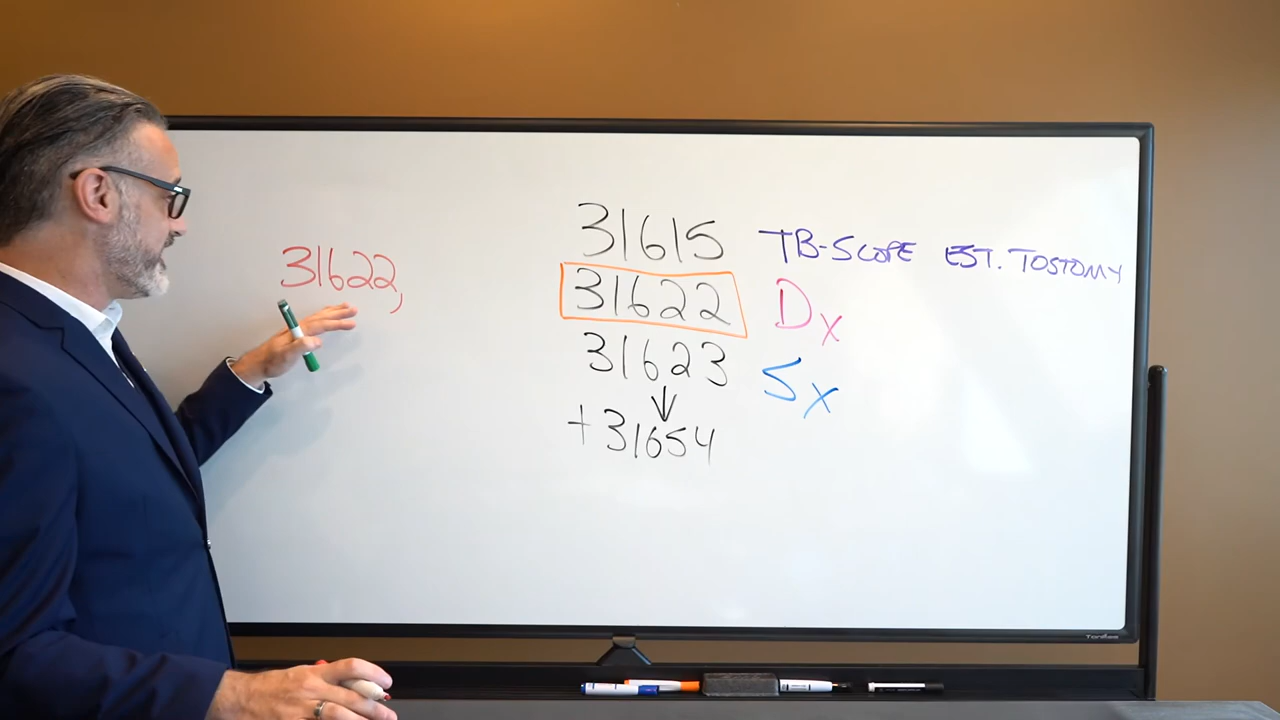 31622,
31615 TB-SCOPE EST. TOSTOMY
31622 Dx
31623 Sx
↓
+31654